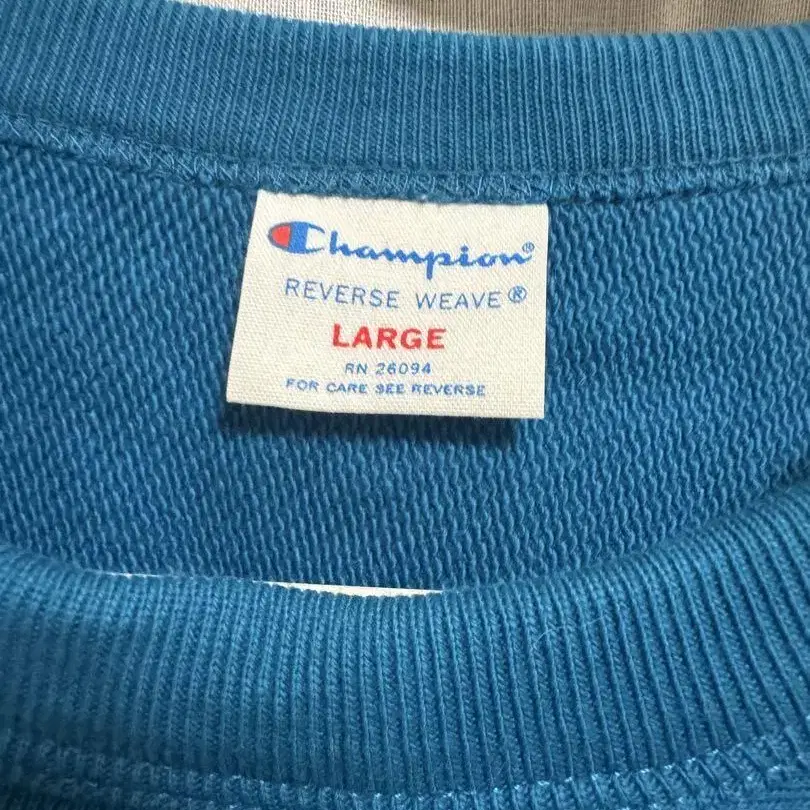 Champion®
REVERSE WEAVE®
LARGE
RN 26094
FOR CARE SEE REVERSE